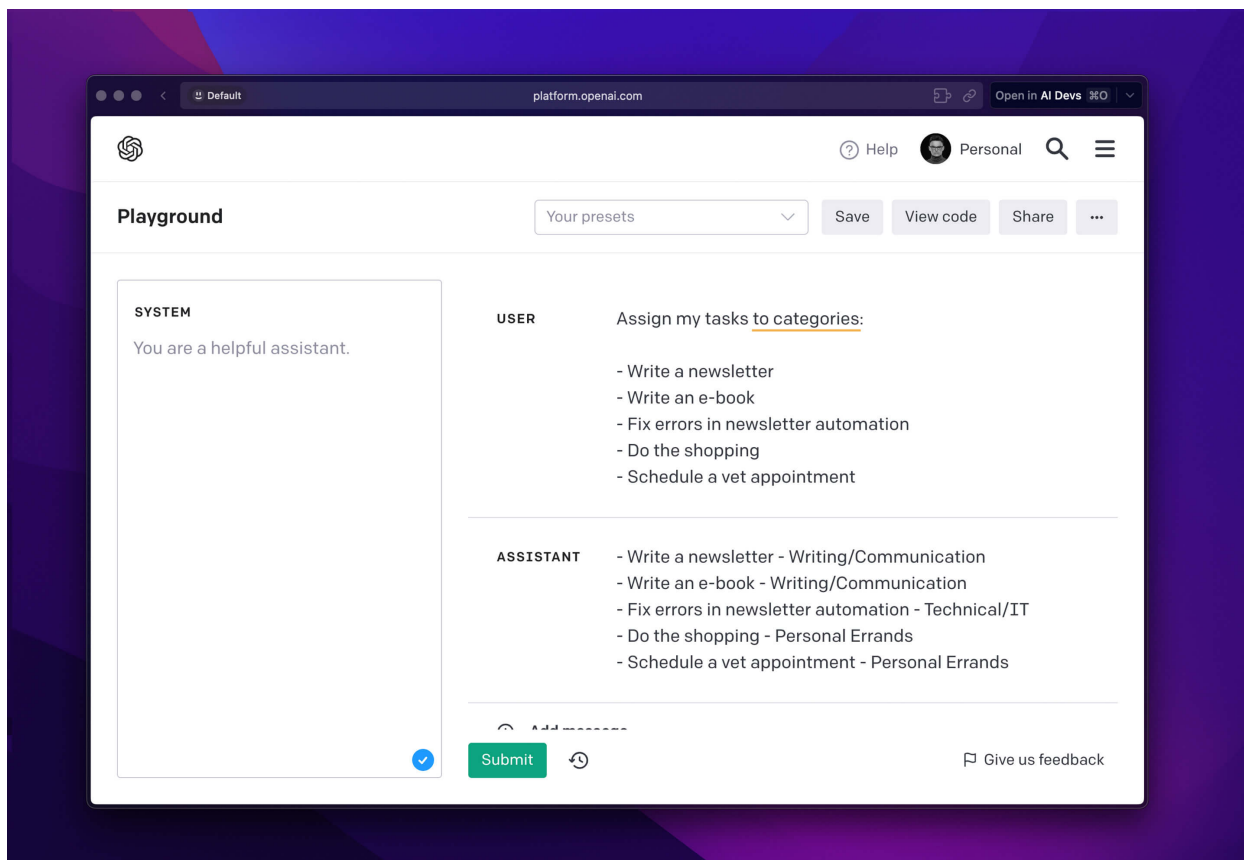 Default
platform.openai.com
Open in AI Devs ⌘O
Help
Personal
Playground
Your presets
Save
View code
Share
SYSTEM
You are a helpful assistant.
USER
Assign my tasks to categories:
- Write a newsletter
- Write an e-book
- Fix errors in newsletter automation
- Do the shopping
- Schedule a vet appointment
ASSISTANT
- Write a newsletter - Writing/Communication
- Write an e-book - Writing/Communication
- Fix errors in newsletter automation - Technical/IT
- Do the shopping - Personal Errands
- Schedule a vet appointment - Personal Errands
Add message
Submit
Give us feedback